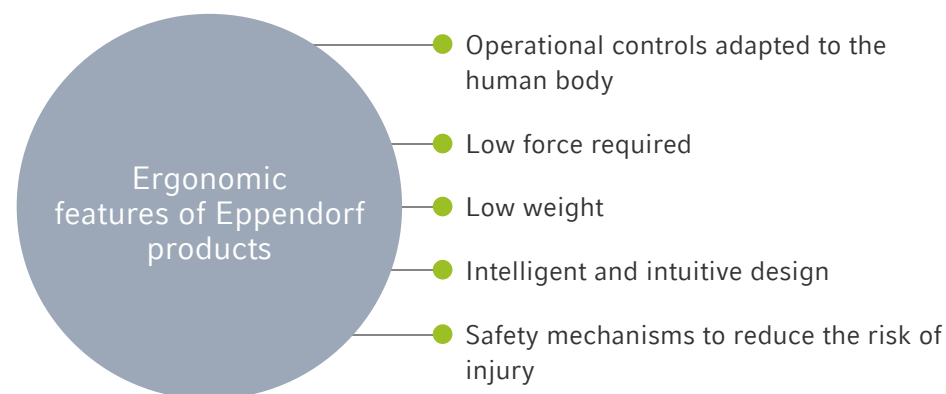 Ergonomic
features of Eppendorf
products
Operational controls adapted to the
human body
Low force required
Low weight
Intelligent and intuitive design
Safety mechanisms to reduce the risk of
injury